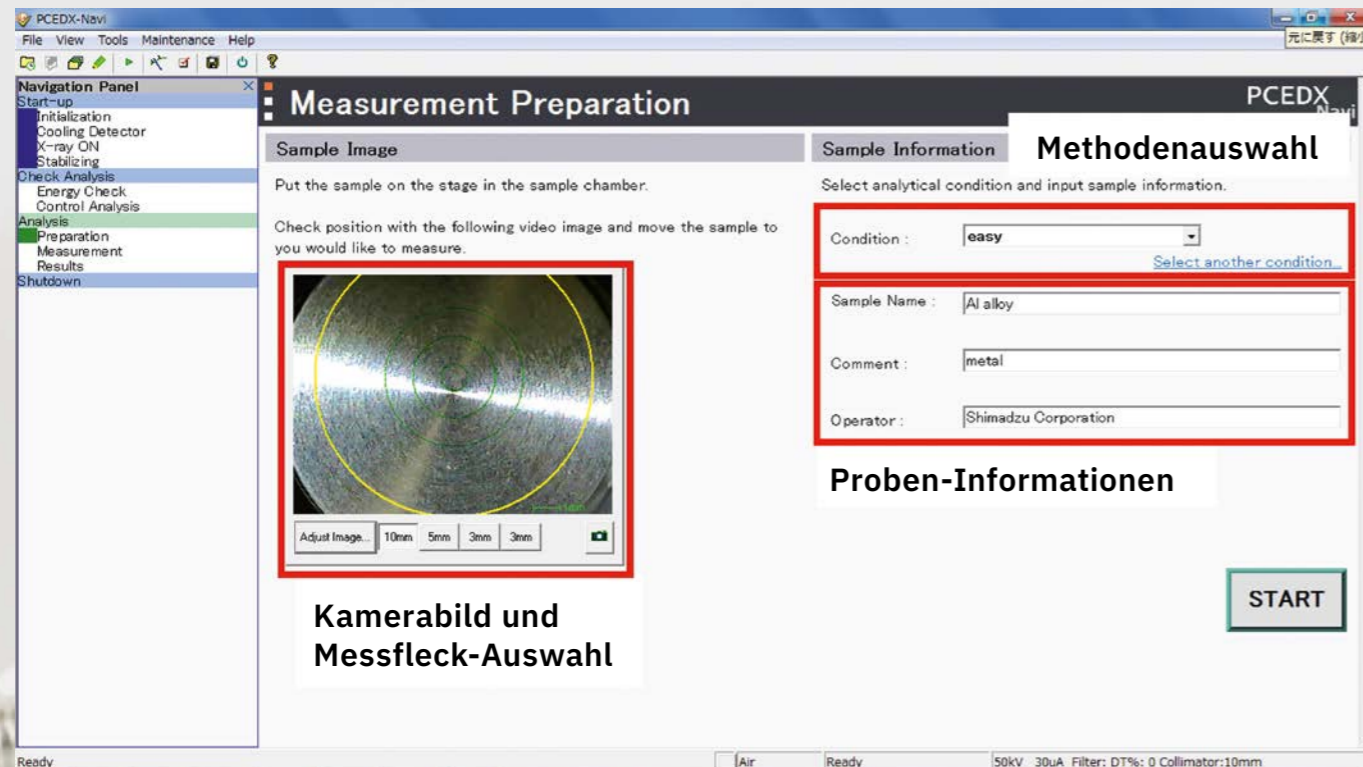 PCEDX-Navi
File View Tools Maintenance Help
元に戻す (縮小
Navigation Panel
Start-up
Initialization
Cooling Detector
X-ray ON
Stabilizing
Check Analysis
Energy Check
Control Analysis
Analysis
Preparation
Measurement
Results
Shutdown
Measurement Preparation
PCEDX
Navi
Sample Image
Put the sample on the stage in the sample chamber.
Check position with the following video image and move the sample to
you would like to measure.
Adjust Image... 10mm 5mm 3mm 3mm
Kamerabild und
Messfleck-Auswahl
Sample Information
Methodenauswahl
Select analytical condition and input sample information.
Condition : easy
Select another condition...
Sample Name : Al alloy
Comment : metal
Operator : Shimadzu Corporation
Proben-Informationen
START
Ready Air Ready 50kV 30uA Filter: DT%: 0 Collimator:10mm